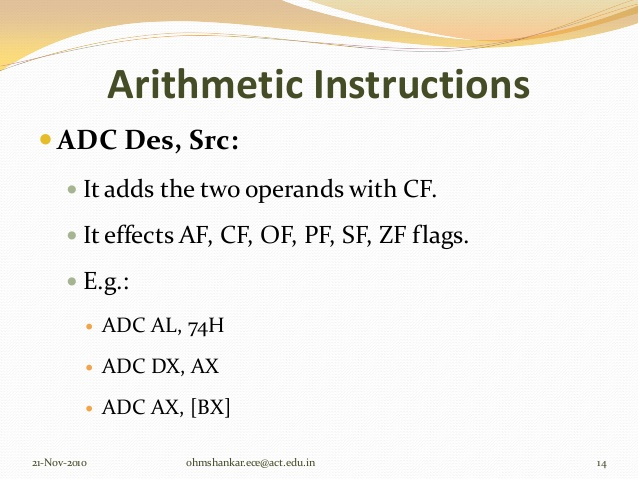 Arithmetic Instructions
ADC Des, Src:
It adds the two operands with CF.
It effects AF, CF, OF, PF, SF, ZF flags.
E.g.:
ADC AL, 74H
ADC DX, AX
ADC AX, [BX]
21-Nov-2010 ohmshankar.ece@act.edu.in 14